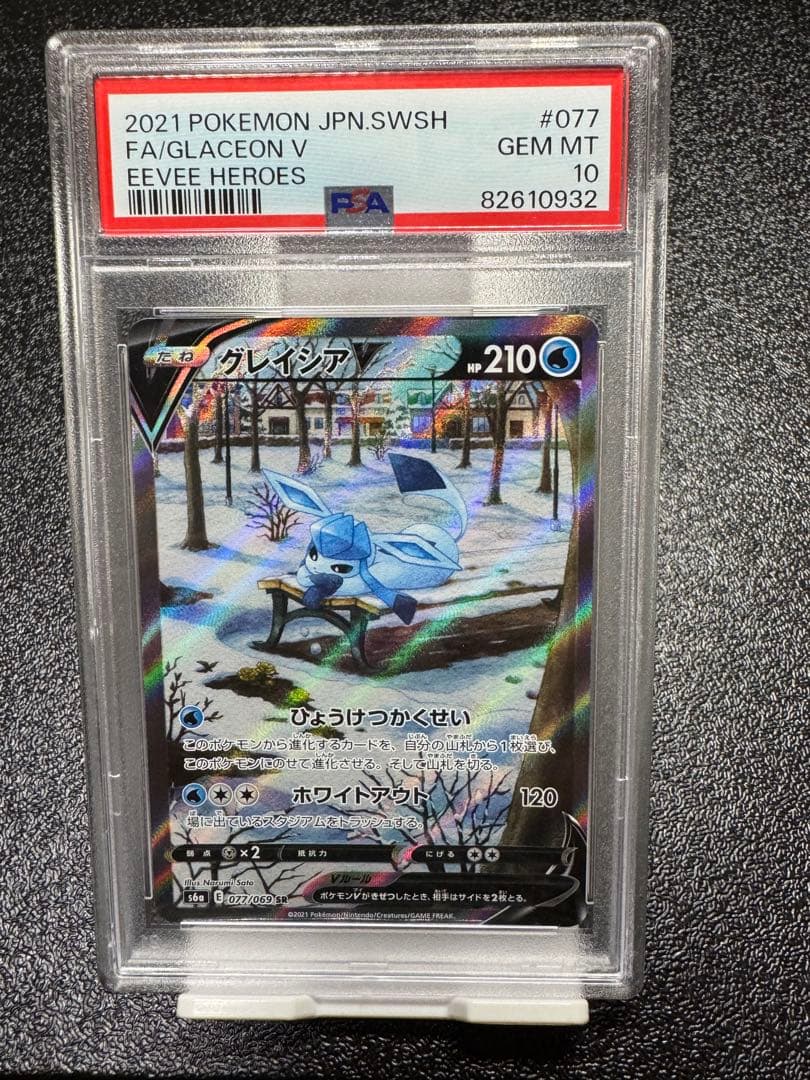 2021 POKEMON JPN.SWSH #077
FA/GLACEON V GEM MT
EEVEE HEROES 10
PSA 82610932
たね グレイシアV HP 210
ひょうけつかくせい
このポケモンから進化するカードを、自分の山札から1枚選び、
このポケモンにのせて進化させる。そして山札を切る。
ホワイトアウト 120
場に出ているスタジアムをトラッシュする。
弱点 ×2 抵抗力 にげる
Vルール
ポケモンVがきぜつしたとき、相手はサイドを2枚とる。
Illus. Narumi Sato
s6a E 077/069 SR
©2021 Pokémon/Nintendo/Creatures/GAME FREAK.